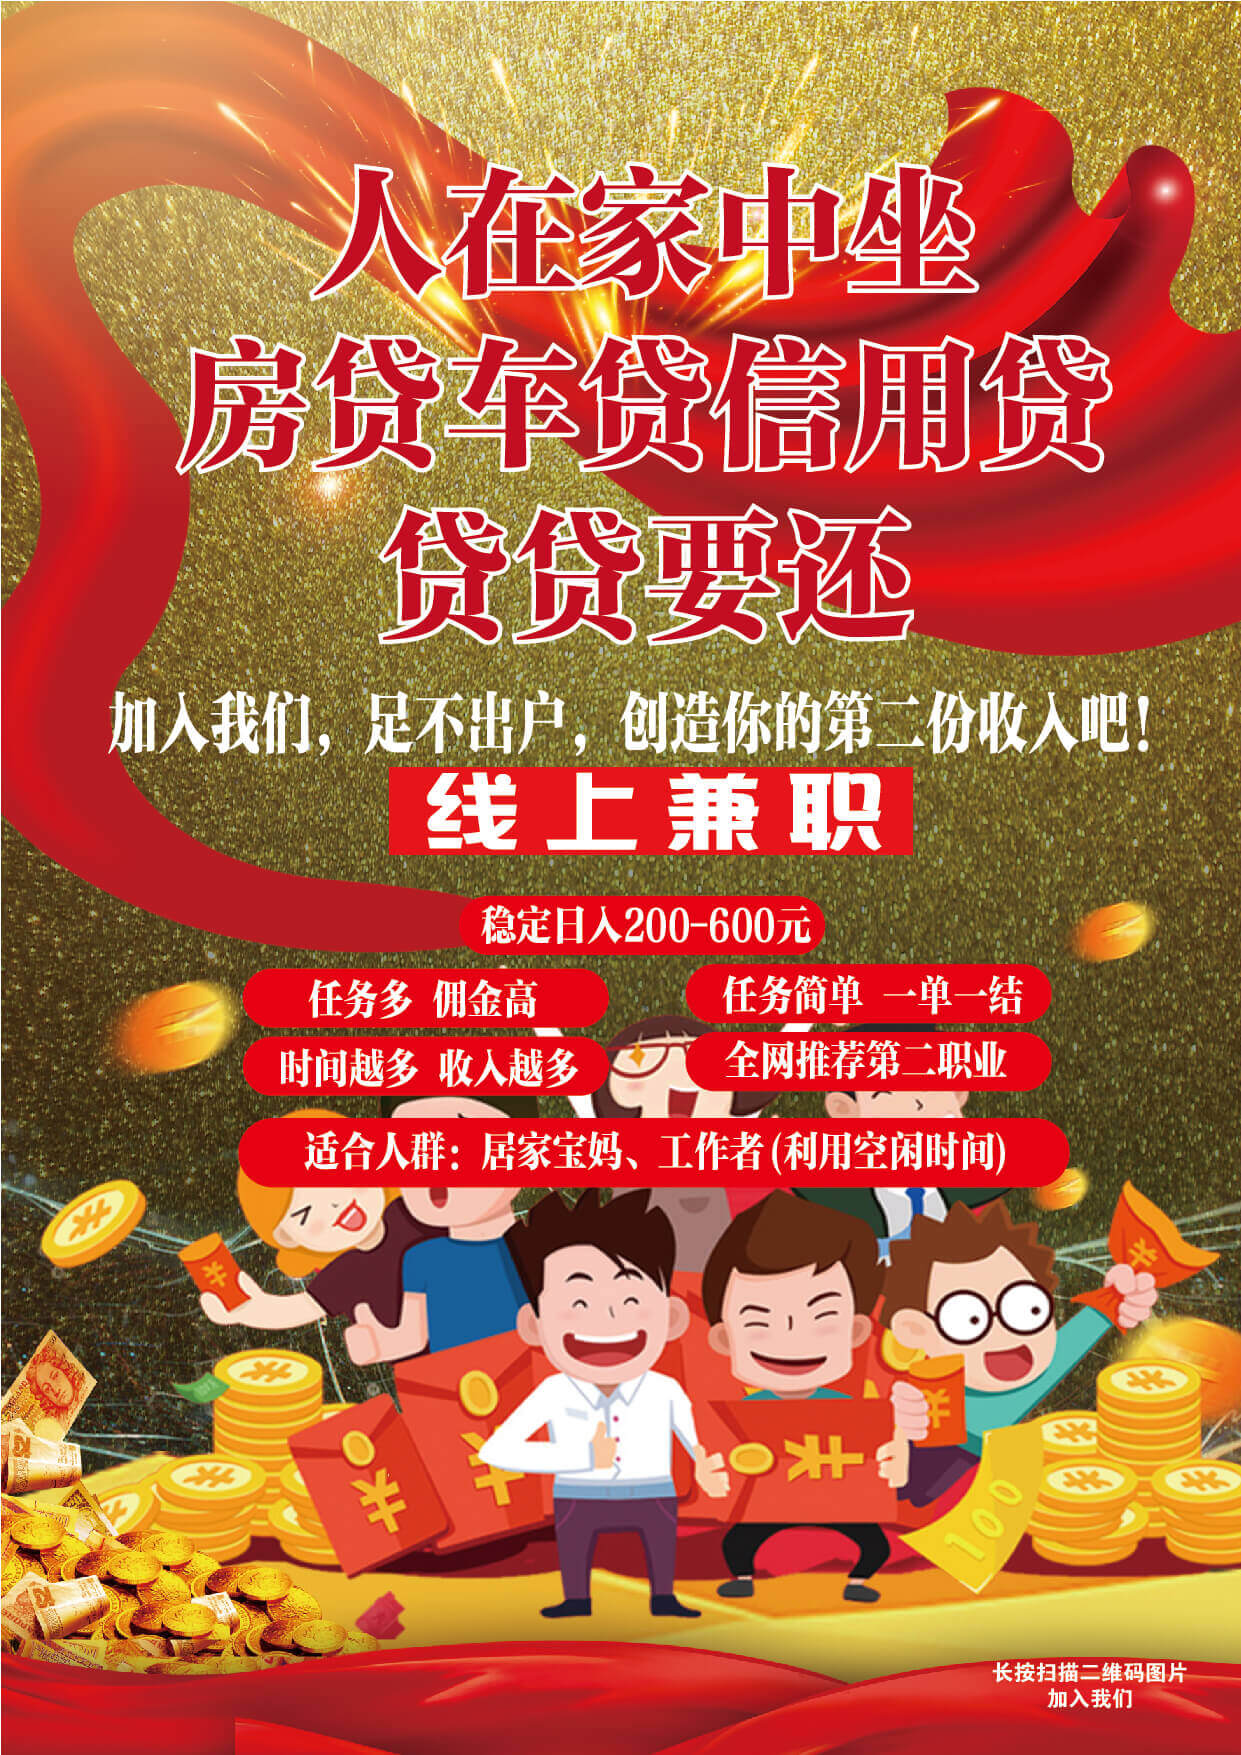 人在家中坐
房贷车贷信用贷
贷贷要还
加入我们，足不出户，创造你的第二份收入吧！
线上兼职
稳定日入200-600元
任务多 佣金高
任务简单 一单一结
时间越多 收入越多
全网推荐第二职业
适合人群：居家宝妈、工作者(利用空闲时间)
100
长按扫描二维码图片
加入我们